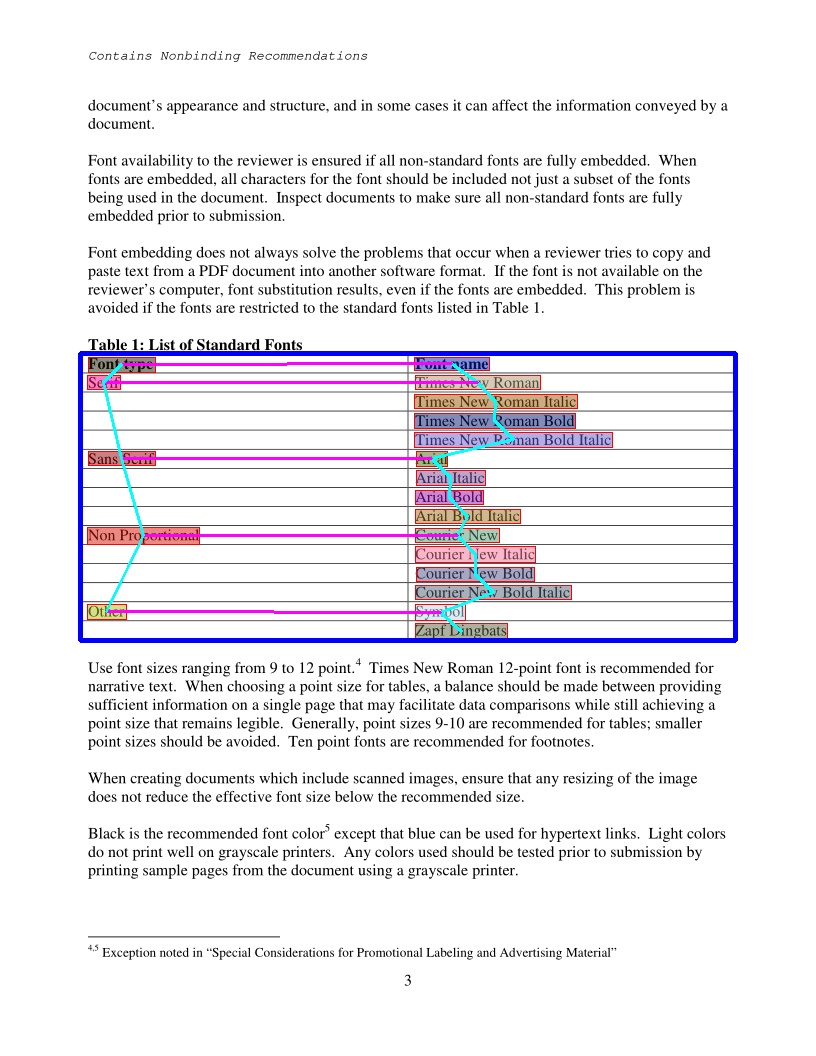 Contains Nonbinding Recommendations
document's appearance and structure, and in some cases it can affect the information conveyed by a
document.
Font availability to the reviewer is ensured if all non-standard fonts are fully embedded. When
fonts are embedded, all characters for the font should be included not just a subset of the fonts
being used in the document. Inspect documents to make sure all non-standard fonts are fully
embedded prior to submission.
Font embedding does not always solve the problems that occur when a reviewer tries to copy and
paste text from a PDF document into another software format. If the font is not available on the
reviewer's computer, font substitution results, even if the fonts are embedded. This problem is
avoided if the fonts are restricted to the standard fonts listed in Table 1.
Table 1: List of Standard Fonts
Font type Font name
Serif Times New Roman
Times New Roman Italic
Times New Roman Bold
Times New Roman Bold Italic
Sans Serif Arial
Arial Italic
Arial Bold
Arial Bold Italic
Non Proportional Courier New
Courier New Italic
Courier New Bold
Courier New Bold Italic
Other Symbol
Zapf Dingbats
Use font sizes ranging from 9 to 12 point.4 Times New Roman 12-point font is recommended for
narrative text. When choosing a point size for tables, a balance should be made between providing
sufficient information on a single page that may facilitate data comparisons while still achieving a
point size that remains legible. Generally, point sizes 9-10 are recommended for tables; smaller
point sizes should be avoided. Ten point fonts are recommended for footnotes.
When creating documents which include scanned images, ensure that any resizing of the image
does not reduce the effective font size below the recommended size.
Black is the recommended font color5 except that blue can be used for hypertext links. Light colors
do not print well on grayscale printers. Any colors used should be tested prior to submission by
printing sample pages from the document using a grayscale printer.
4,5 Exception noted in “Special Considerations for Promotional Labeling and Advertising Material”
3